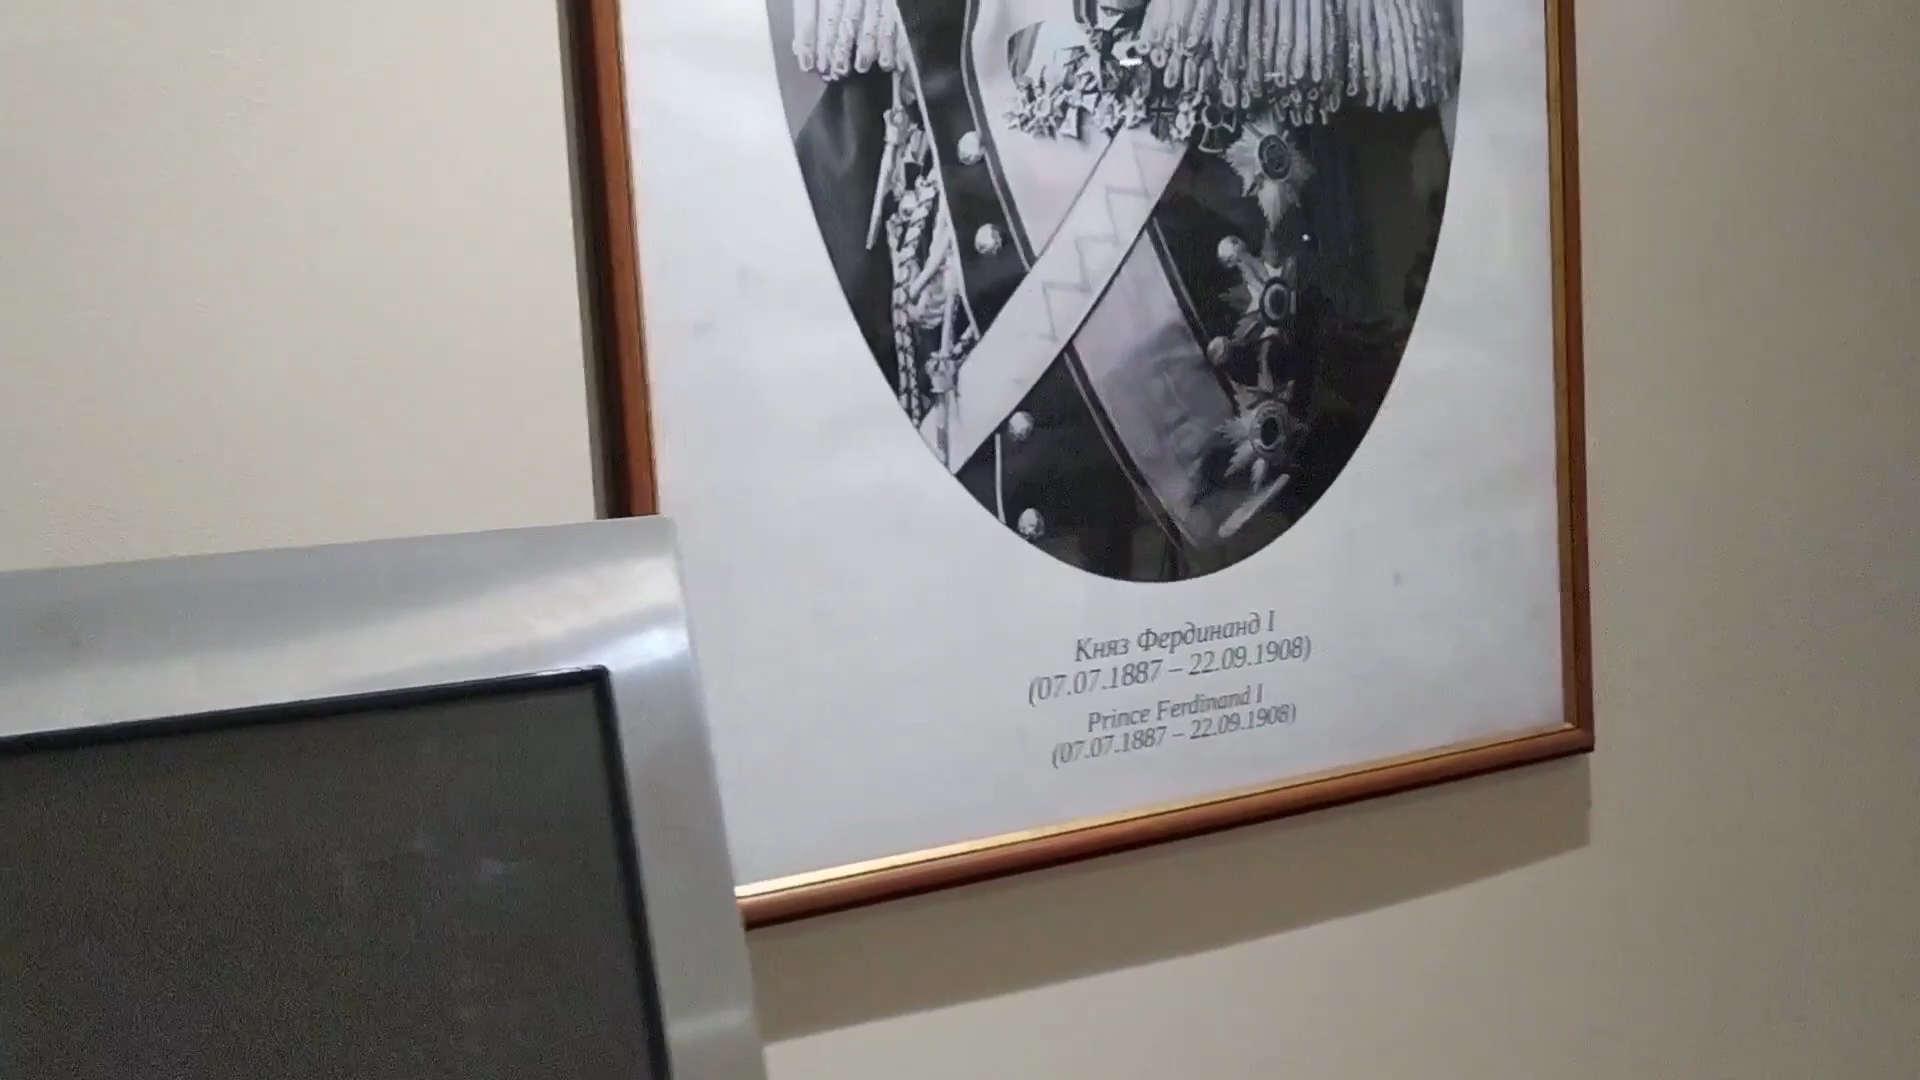 Княз Фердинанд I
(07.07.1887 – 22.09.1908)
Prince Ferdinand I
(07.07.1887 – 22.09.1908)